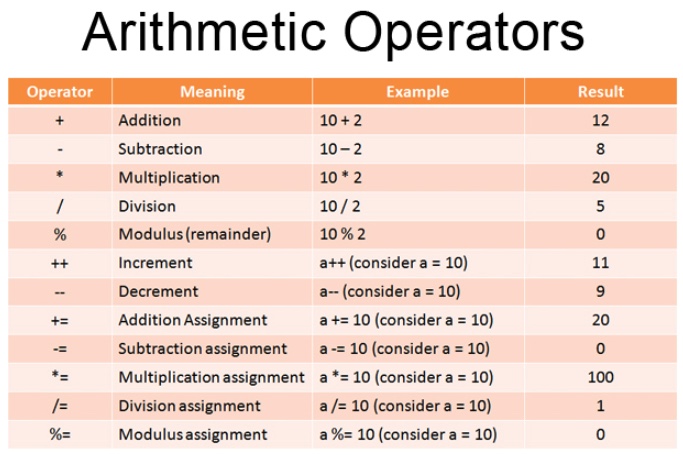 Arithmetic Operators
Operator Meaning Example Result
+ Addition 10 + 2 12
- Subtraction 10 – 2 8
* Multiplication 10 * 2 20
/ Division 10 / 2 5
% Modulus (remainder) 10 % 2 0
++ Increment a++ (consider a = 10) 11
-- Decrement a-- (consider a = 10) 9
+= Addition Assignment a += 10 (consider a = 10) 20
-= Subtraction assignment a -= 10 (consider a = 10) 0
*= Multiplication assignment a *= 10 (consider a = 10) 100
/= Division assignment a /= 10 (consider a = 10) 1
%= Modulus assignment a %= 10 (consider a = 10) 0